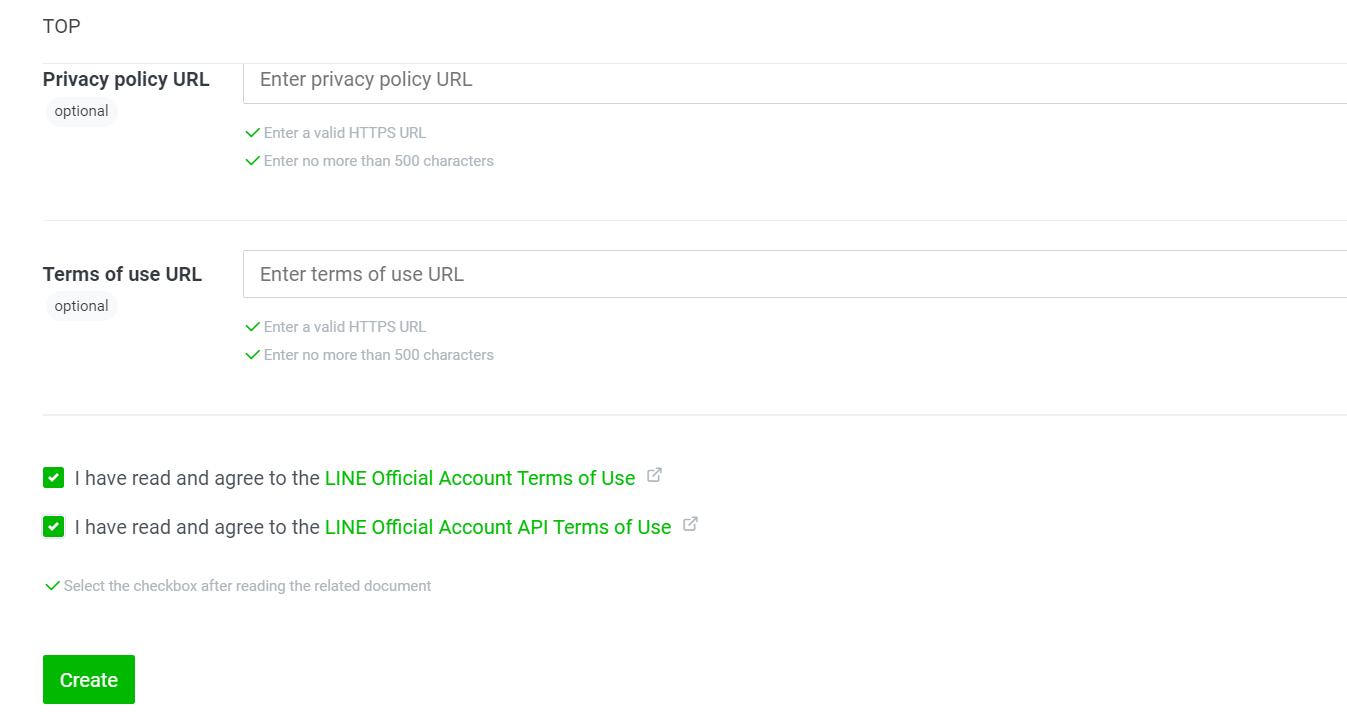 TOP
Privacy policy URL
Enter privacy policy URL
optional
Enter a valid HTTPS URL
Enter no more than 500 characters
Terms of use URL
Enter terms of use URL
optional
Enter a valid HTTPS URL
Enter no more than 500 characters
I have read and agree to the LINE Official Account Terms of Use
I have read and agree to the LINE Official Account API Terms of Use
Select the checkbox after reading the related document
Create